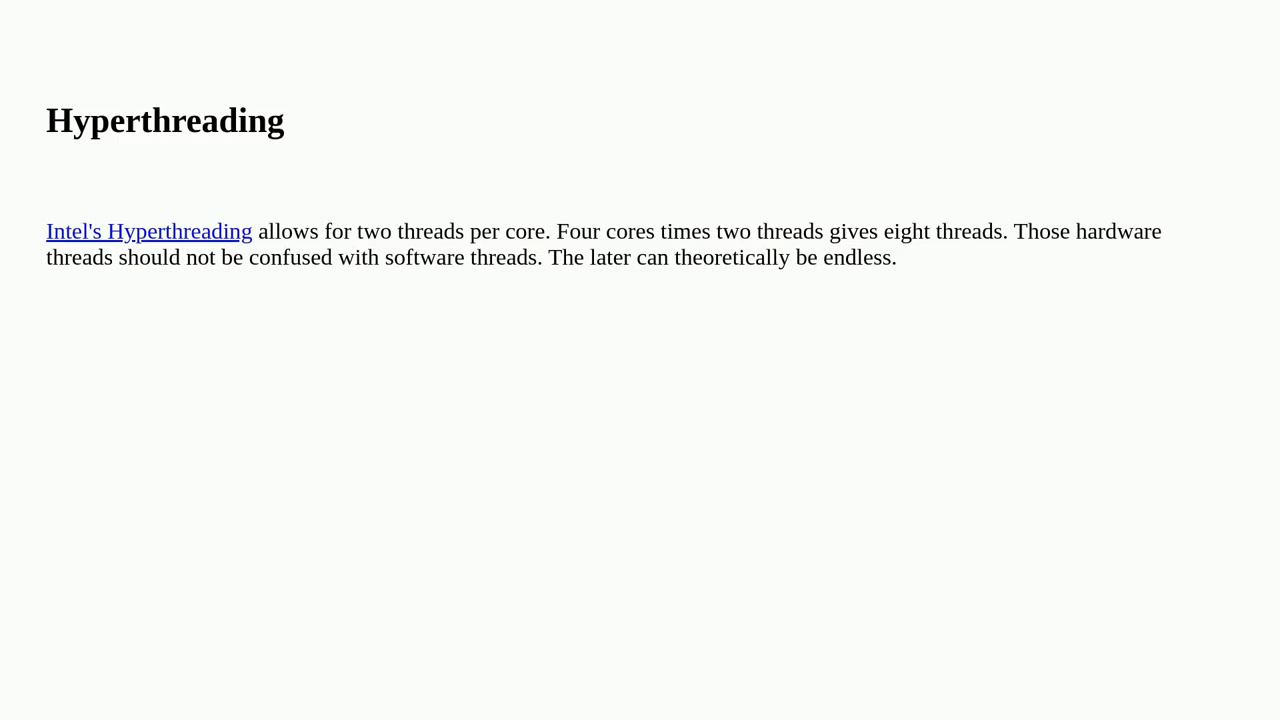 Hyperthreading
Intel's Hyperthreading allows for two threads per core. Four cores times two threads gives eight threads. Those hardware
threads should not be confused with software threads. The later can theoretically be endless.